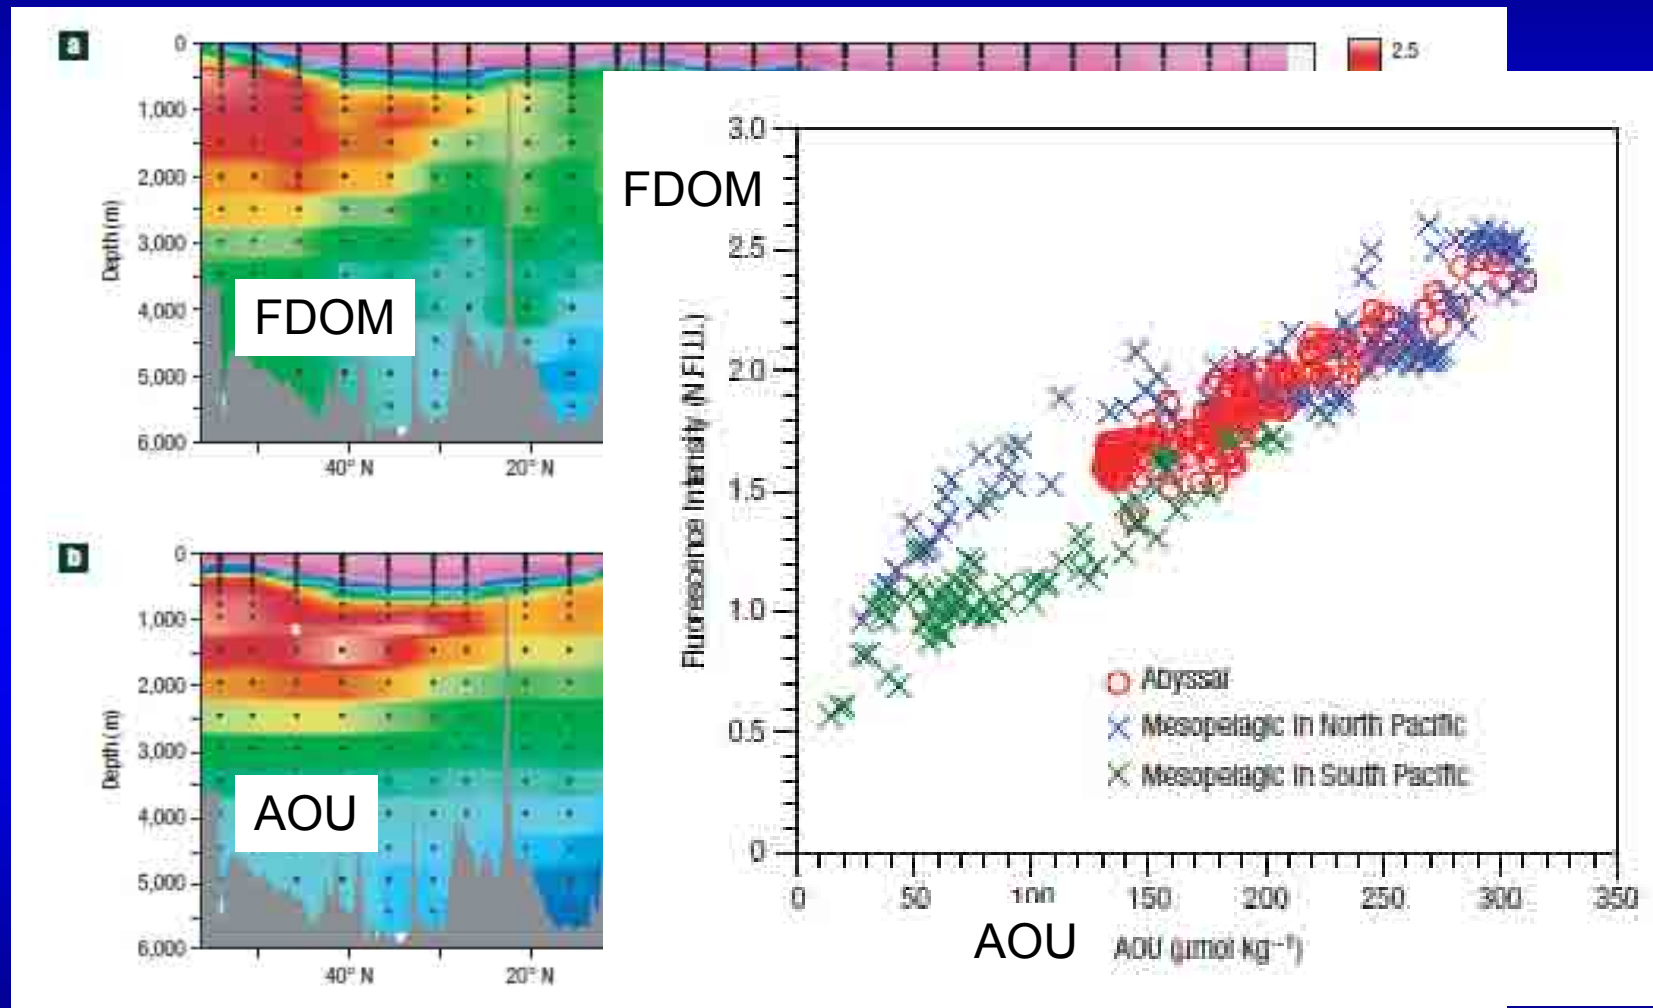 a
0
1,000
2,000
3,000
4,000
5,000
6,000
Depth (m)
FDOM
40° N
20° N
2.5
b
0
1,000
2,000
3,000
4,000
5,000
6,000
Depth (m)
AOU
40° N
20° N
FDOM
3.0
2.5
2.0
1.5
1.0
0.5
0
Fluorescence Intensity (N.FI.U.)
Abyssal
Mesopelagic in North Pacific
Mesopelagic in South Pacific
0 50 100 150 200 250 300 350
AOU AOU (µmol kg⁻¹)